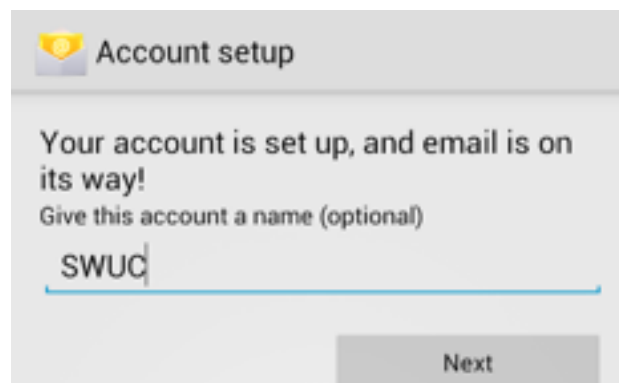 Account setup
Your account is set up, and email is on
its way!
Give this account a name (optional)
SWUC
Next